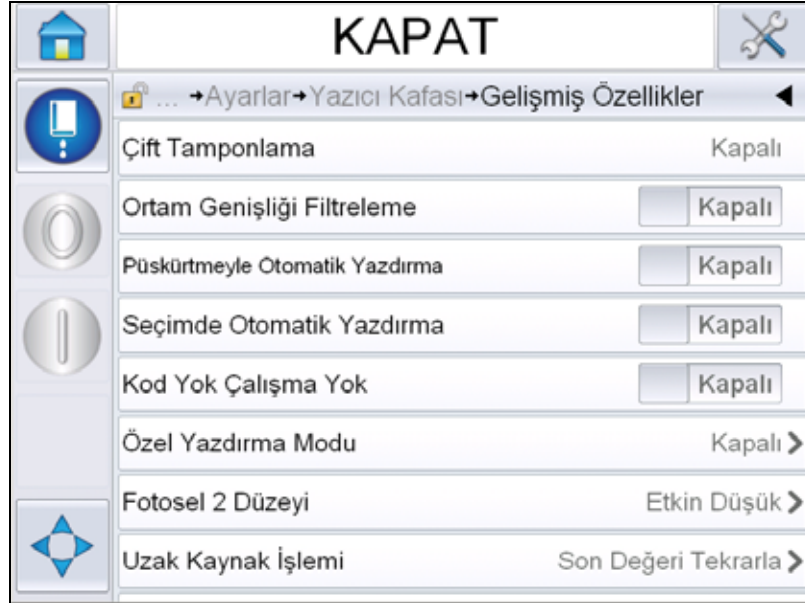 KAPAT
... →Ayarlar→Yazıcı Kafası→Gelişmiş Özellikler
Çift Tamponlama Kapalı
Ortam Genişliği Filtreleme Kapalı
Püskürtmeyle Otomatik Yazdırma Kapalı
Seçimde Otomatik Yazdırma Kapalı
Kod Yok Çalışma Yok Kapalı
Özel Yazdırma Modu Kapalı
Fotosel 2 Düzeyi Etkin Düşük
Uzak Kaynak İşlemi Son Değeri Tekrarla